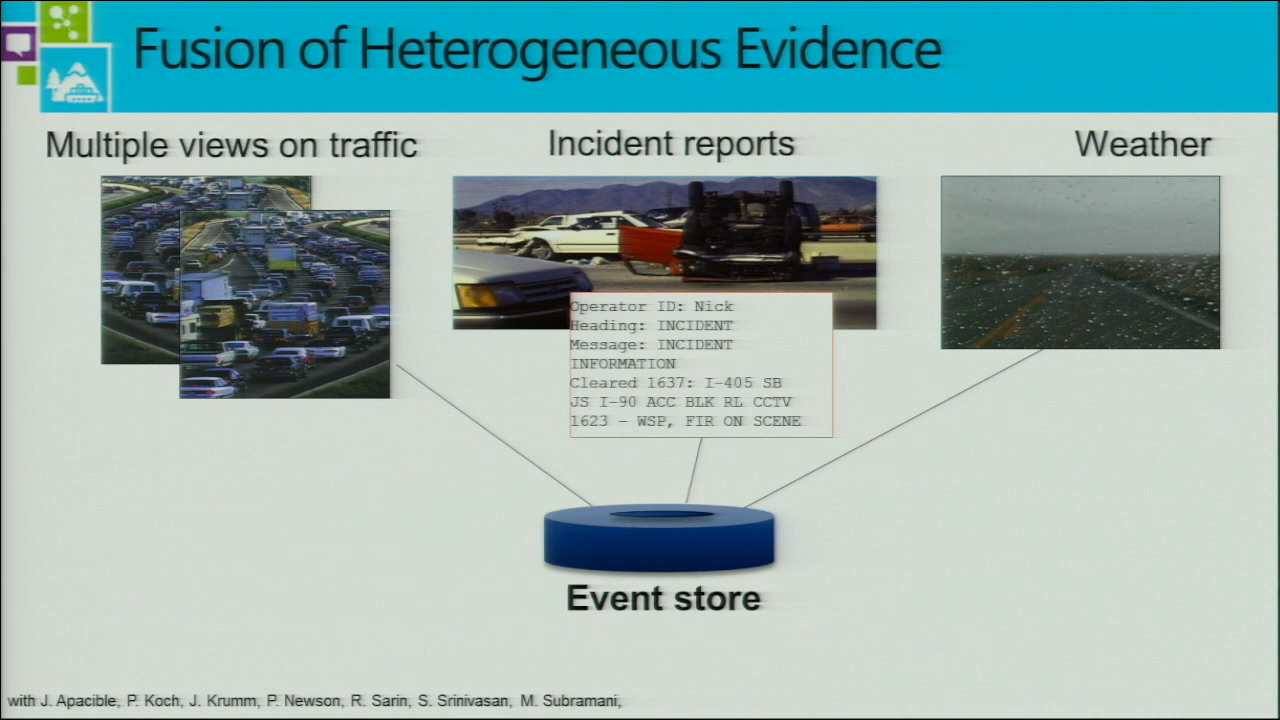 Fusion of Heterogeneous Evidence
Multiple views on traffic
Incident reports
Weather
Operator ID: Nick
Heading: INCIDENT
Message: INCIDENT
INFORMATION
Cleared 1637: I-405 SB
JS I-90 ACC BLK RL CCTV
1623 - WSP, FIR ON SCENE
Event store
with J. Apacible, P. Koch, J. Krumm, P. Newson, R. Sarin, S. Srinivasan, M. Subramani,